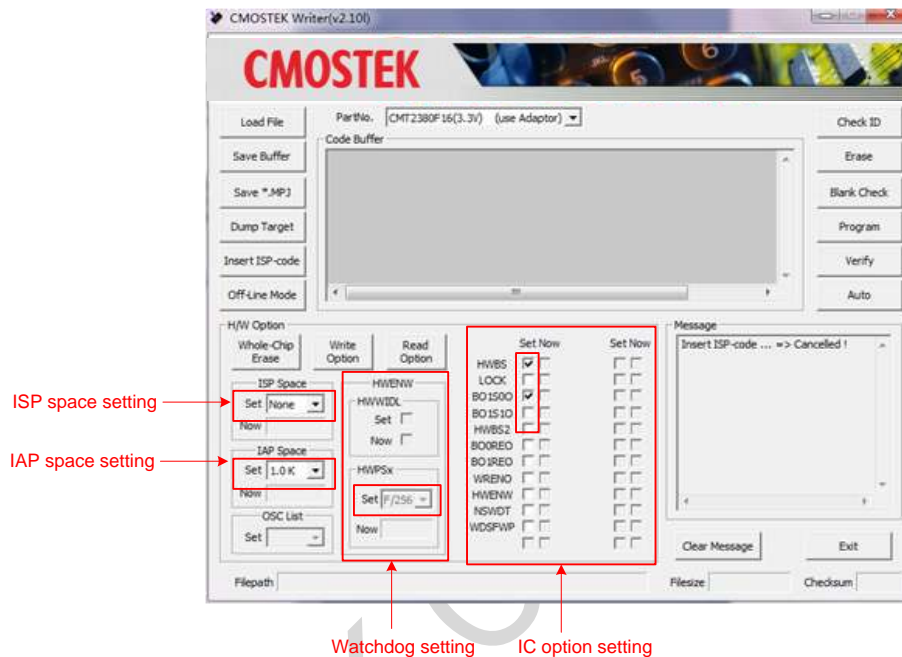 CMOSTEK Writer(v2.10l)
CMOSTEK
Load File
PartNo. CMT2380F16(3.3V) (use Adaptor)
Check ID
Code Buffer
Save Buffer
Erase
Save *.MPJ
Blank Check
Dump Target
Program
Insert ISP-code
Verify
Off-Line Mode
Auto
H/W Option
Whole-Chip
Erase
Write
Option
Read
Option
ISP Space
Set None
Now
IAP Space
Set 1.0 K
Now
OSC List
Set
HWENW
HWWIDL
Set
Now
HWPSx
Set F/256
Now
Set Now
Set Now
HWBS
LOCK
BO1S0O
BO1S1O
HWBS2
BO0REO
BO1REO
WRENO
HWENW
NSWDT
WDSFWP
Message
Insert ISP-code ... => Cancelled !
Clear Message
Exit
Filepath
Filesize
Checksum
ISP space setting
IAP space setting
Watchdog setting
IC option setting